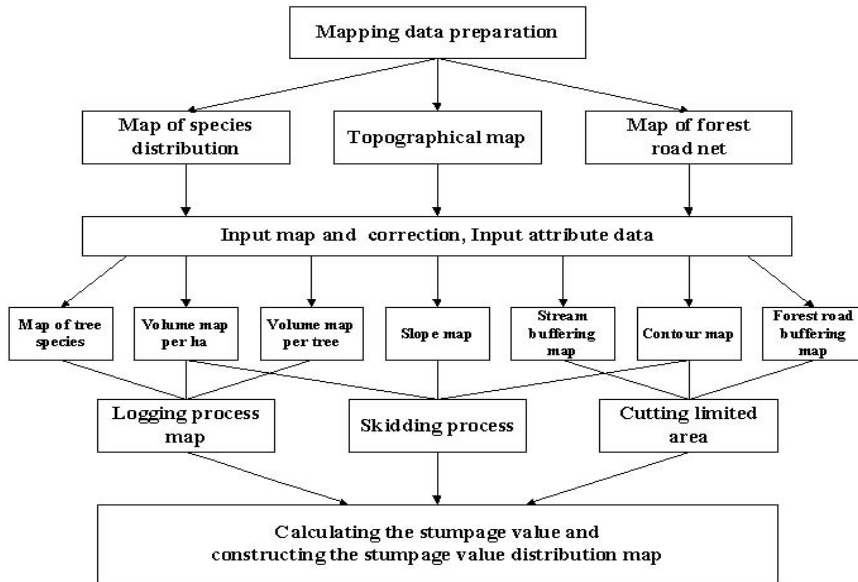 Mapping data preparation
Map of species
distribution
Topographical map
Map of forest
road net
Input map and correction, Input attribute data
Map of tree
species
Volume map
per ha
Volume map
per tree
Slope map
Stream
buffering
map
Contour map
Forest road
buffering
map
Logging process
map
Skidding process
Cutting limited
area
Calculating the stumpage value and
constructing the stumpage value distribution map